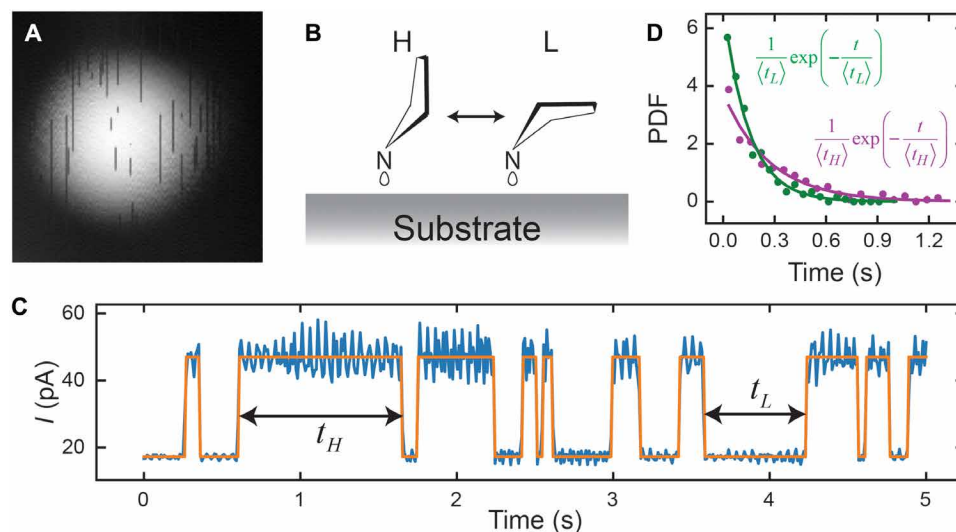 A
B
H
L
N
N
Substrate
D
PDF
6
4
2
0
1/⟨t_L⟩ exp(−t/⟨t_L⟩)
1/⟨t_H⟩ exp(−t/⟨t_H⟩)
0.0 0.3 0.6 0.9 1.2
Time (s)
C
I (pA)
60
40
20
t_H
t_L
0 1 2 3 4 5
Time (s)